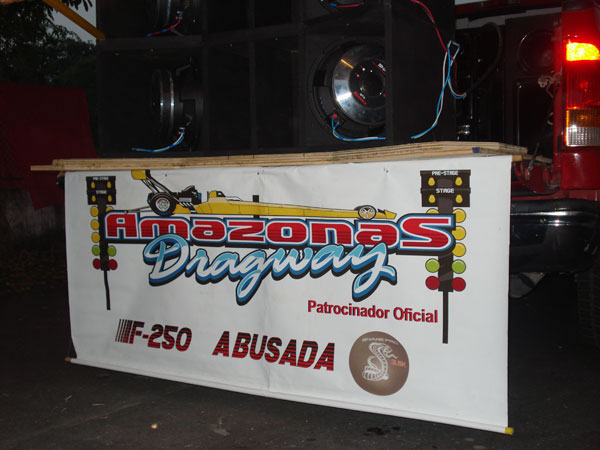 PRE-STAGE
STAGE
PRE-STAGE
STAGE
AmazonaS
Dragway
Patrocinador Oficial
F-250 ABUSADA